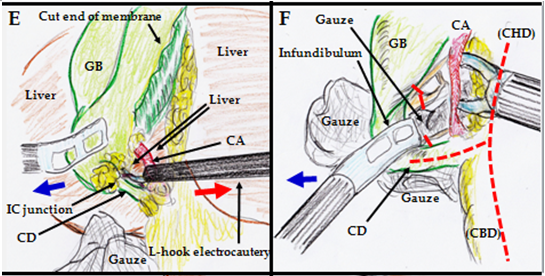 E
Cut end of membrane
GB
Liver
Liver
Liver
CA
IC junction
CD
Gauze
L-hook electrocautery
F
Gauze
CA
Infundibulum
GB
(CHD)
Gauze
Gauze
CD
(CBD)